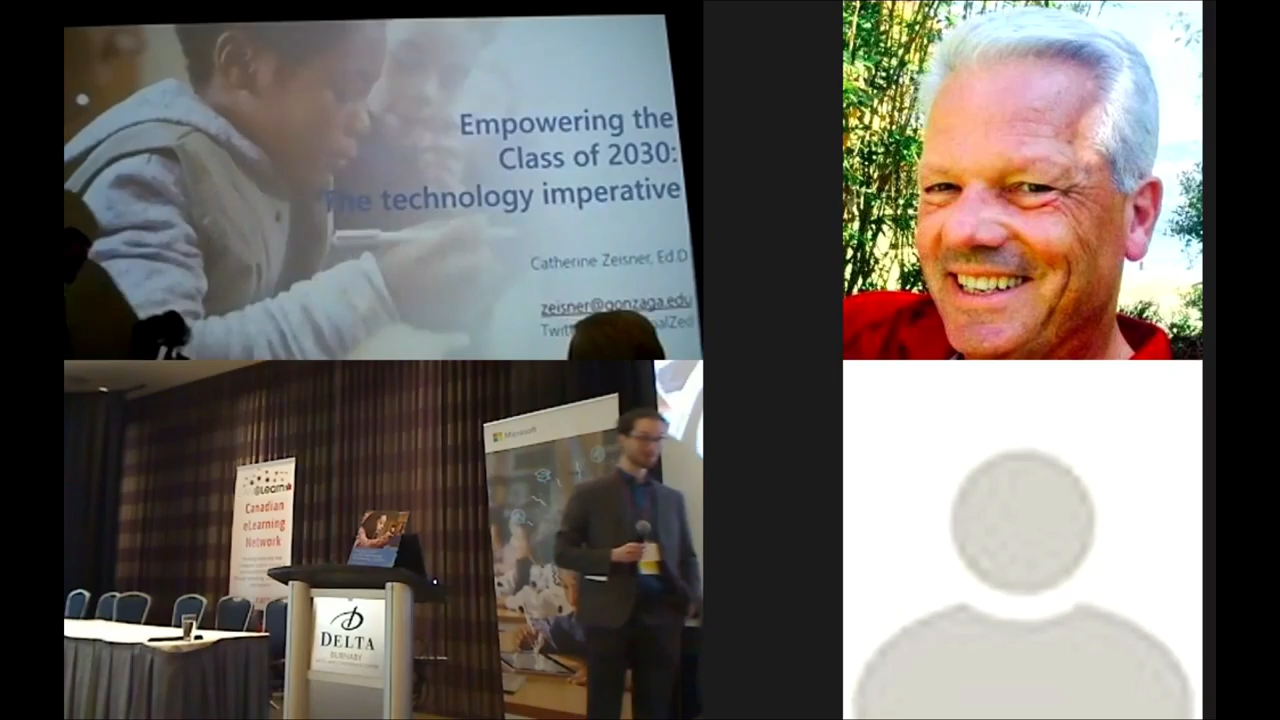 Empowering the
Class of 2030:
The technology imperative
Catherine Zeisner, Ed.D
zeisner@gonzaga.edu
Microsoft
eLearn
Canadian
eLearning
Network
DELTA
BURNABY